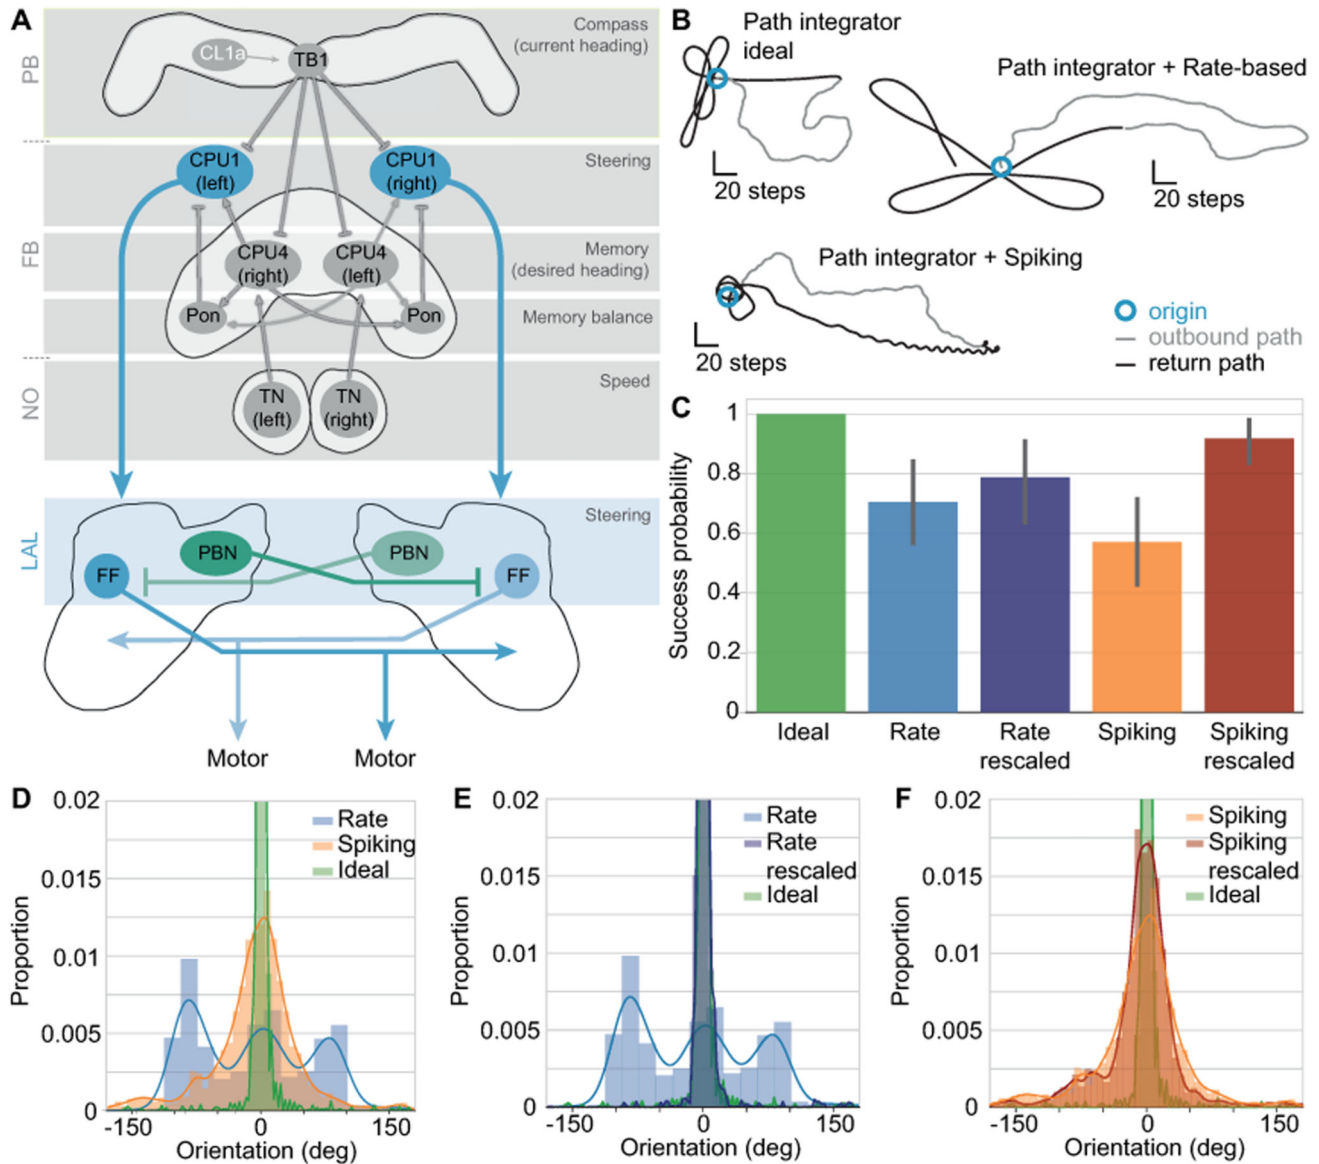 A
PB
CL1a
TB1
Compass
(current heading)
FB
CPU1
(left)
CPU1
(right)
Steering
CPU4
(right)
CPU4
(left)
Memory
(desired heading)
Pon
Pon
Memory balance
NO
TN
(left)
TN
(right)
Speed
LAL
Steering
PBN
PBN
FF
FF
Motor
Motor
B
Path integrator
ideal
20 steps
Path integrator + Rate-based
20 steps
Path integrator + Spiking
20 steps
origin
outbound path
return path
C
Success probability
1
0.8
0.6
0.4
0.2
0
Ideal
Rate
Rate
rescaled
Spiking
Spiking
rescaled
D
Proportion
0.02
0.015
0.01
0.005
0
Rate
Spiking
Ideal
-150
0
150
Orientation (deg)
E
Proportion
0.02
0.015
0.01
0.005
0
Rate
Rate
rescaled
Ideal
-150
0
150
Orientation (deg)
F
Proportion
0.02
0.015
0.01
0.005
0
Spiking
Spiking
rescaled
Ideal
-150
0
150
Orientation (deg)